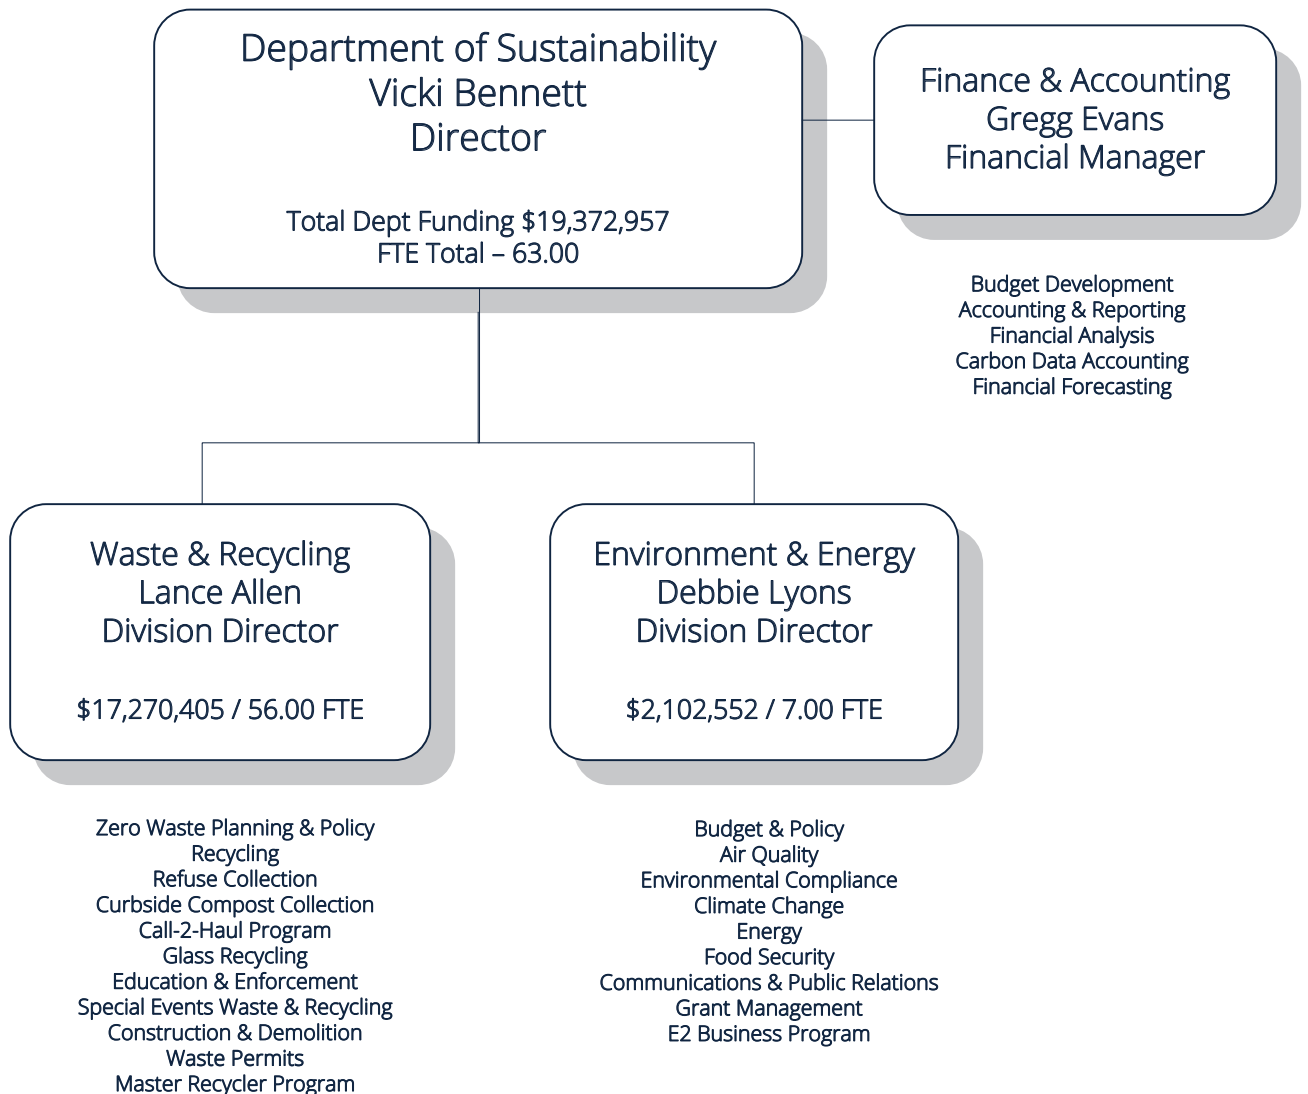 Department of Sustainability
Vicki Bennett
Director
Total Dept Funding $19,372,957
FTE Total – 63.00
Finance & Accounting
Gregg Evans
Financial Manager
Budget Development
Accounting & Reporting
Financial Analysis
Carbon Data Accounting
Financial Forecasting
Waste & Recycling
Lance Allen
Division Director
$17,270,405 / 56.00 FTE
Zero Waste Planning & Policy
Recycling
Refuse Collection
Curbside Compost Collection
Call-2-Haul Program
Glass Recycling
Education & Enforcement
Special Events Waste & Recycling
Construction & Demolition
Waste Permits
Master Recycler Program
Environment & Energy
Debbie Lyons
Division Director
$2,102,552 / 7.00 FTE
Budget & Policy
Air Quality
Environmental Compliance
Climate Change
Energy
Food Security
Communications & Public Relations
Grant Management
E2 Business Program